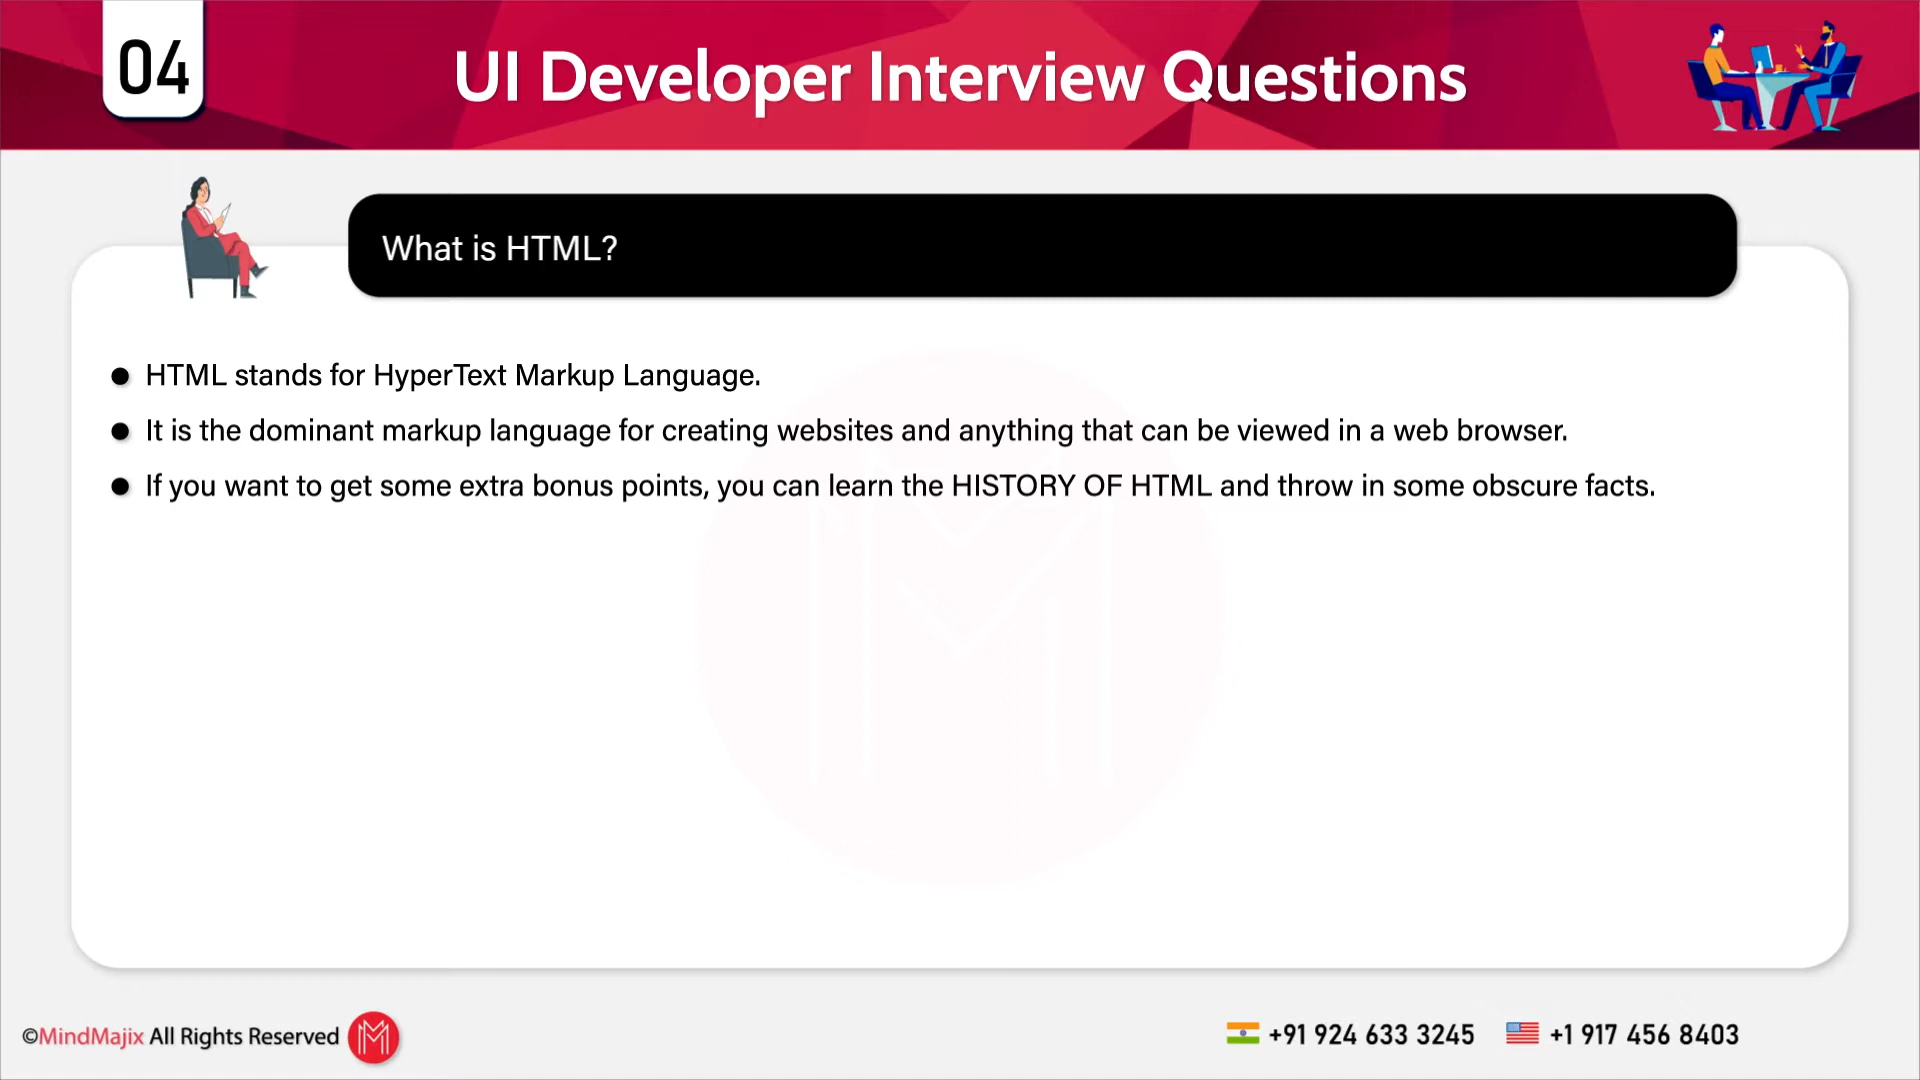 04
UI Developer Interview Questions
What is HTML?
● HTML stands for HyperText Markup Language.
● It is the dominant markup language for creating websites and anything that can be viewed in a web browser.
● If you want to get some extra bonus points, you can learn the HISTORY OF HTML and throw in some obscure facts.
©MindMajix All Rights Reserved
+91 924 633 3245
+1 917 456 8403